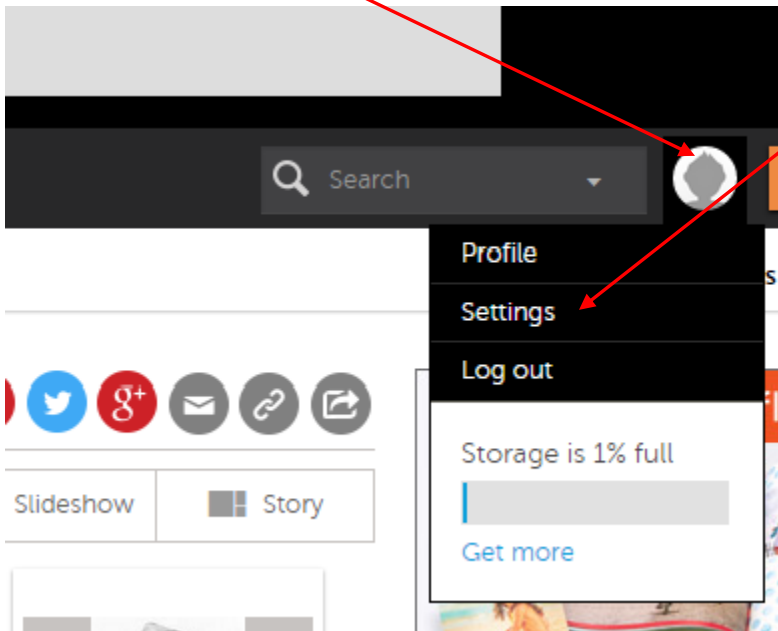 Search
Profile
s
Settings
Log out
g+
Storage is 1% full
Slideshow
Story
Get more